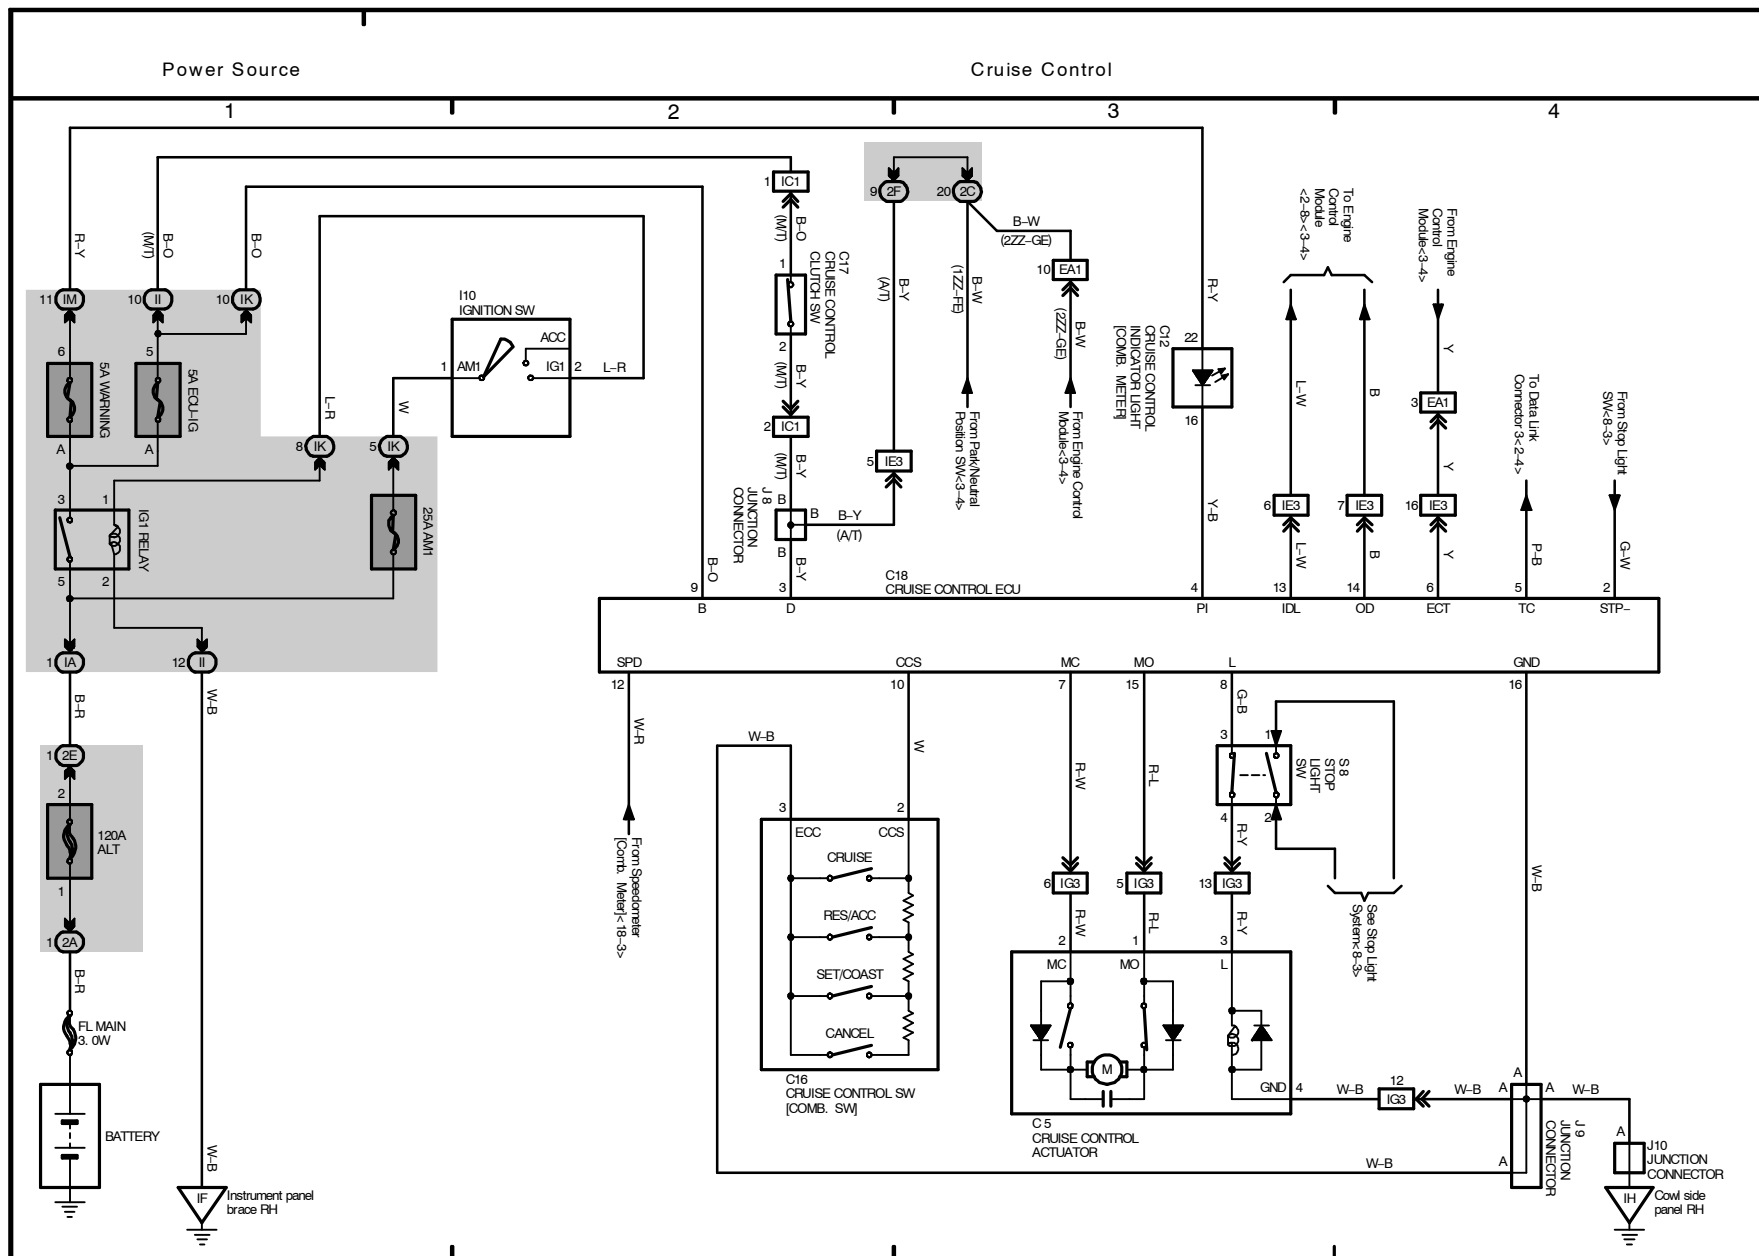 Power Source
Cruise Control
1
2
3
4
R–Y
B–O
(M/T)
B–O
11 IM
10 II
10 IK
6
5A WARNING
A
5
5A ECU–IG
A
L–R
W
8 IK
5 IK
3
1
IG1 RELAY
5
2
25A AM1
1 IA
12 II
B–R
W–B
1 2E
2
120A
ALT
1
1 2A
B–R
FL MAIN
3. 0W
BATTERY
W–B
IF
Instrument panel
brace RH
I10
IGNITION SW
1
AM1
ACC
IG1
2
L–R
1 IC1
B–O
(M/T)
1
C17
CRUISE CONTROL
CLUTCH SW
2
B–Y
(M/T)
2 IC1
B–Y
(M/T)
J 8
JUNCTION
CONNECTOR
B
B
B
B–Y
(A/T)
B–Y
B–O
9 2F
20 2C
B–Y
(A/T)
5 IE3
B–W
(1ZZ–FE)
From Park/Neutral
Position SW<3–4>
B–W
(2ZZ–GE)
10 EA1
B–W
(2ZZ–GE)
From Engine Control
Module<3–4>
R–Y
22
C12
CRUISE CONTROL
INDICATOR LIGHT
[COMB. METER]
16
Y–B
To Engine
Control
Module
<2–8><3–4>
L–W
B
6 IE3
7 IE3
L–W
B
From Engine
Control
Module<3–4>
Y
3 EA1
Y
16 IE3
Y
To Data Link
Connector 3<2–4>
P–B
From Stop Light
SW<8–3>
G–W
C18
CRUISE CONTROL ECU
9
3
4
13
14
6
5
2
B
D
PI
IDL
OD
ECT
TC
STP–
SPD
CCS
MC
MO
L
GND
12
10
7
15
8
16
W–R
From Speedometer
[Comb. Meter]<18–3>
W–B
W
3
2
ECC
CCS
CRUISE
RES/ACC
SET/COAST
CANCEL
C16
CRUISE CONTROL SW
[COMB. SW]
R–W
R–L
G–B
3
1
S 8
STOP
LIGHT
SW
4
2
R–Y
See Stop Light
System<8–3>
6 IG3
5 IG3
13 IG3
R–W
R–L
R–Y
2
1
3
MC
MO
L
M
GND
4
C 5
CRUISE CONTROL
ACTUATOR
W–B
12
IG3
W–B
W–B
A
A
A
W–B
A
W–B
J 9
JUNCTION
CONNECTOR
A
J10
JUNCTION
CONNECTOR
IH
Cowl side
panel RH